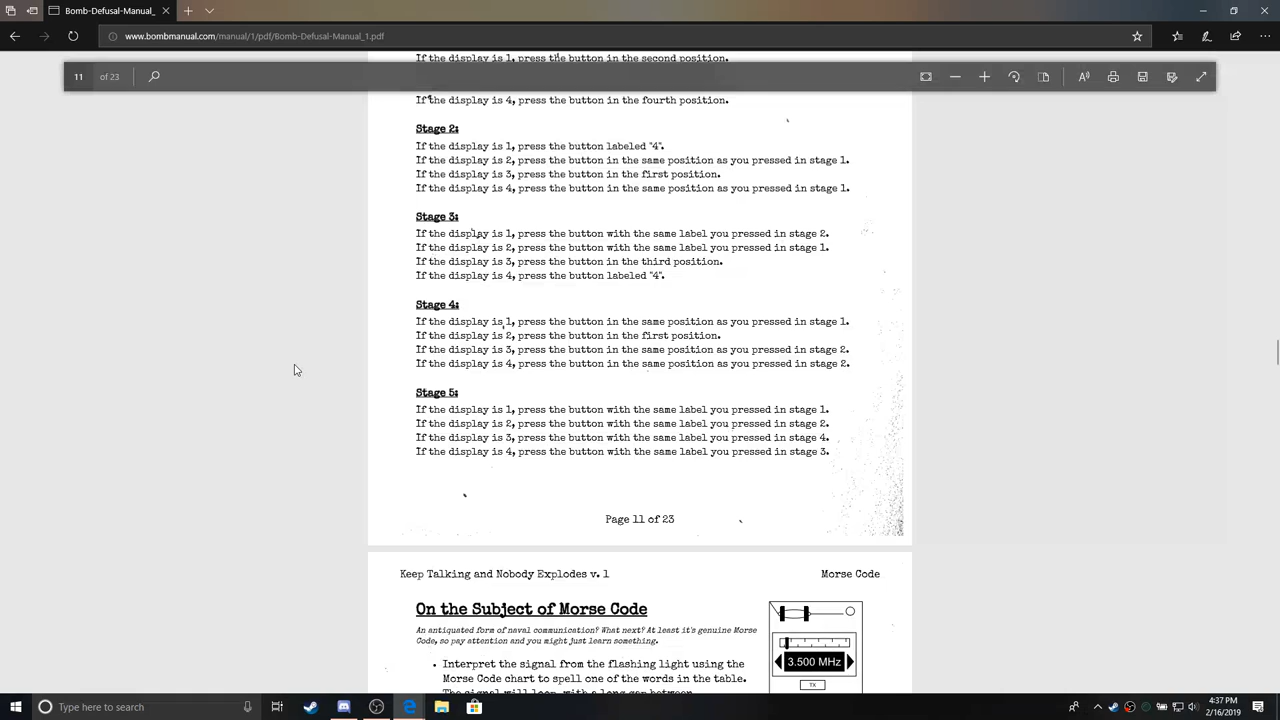 Bomb-Defusal-Manual_
www.bombmanual.com/manual/1/pdf/Bomb-Defusal-Manual_1.pdf
If the display is 1, press the button in the second position.
11 of 23
If the display is 4, press the button in the fourth position.
Stage 2:
If the display is 1, press the button labeled "4".
If the display is 2, press the button in the same position as you pressed in stage 1.
If the display is 3, press the button in the first position.
If the display is 4, press the button in the same position as you pressed in stage 1.
Stage 3:
If the display is 1, press the button with the same label you pressed in stage 2.
If the display is 2, press the button with the same label you pressed in stage 1.
If the display is 3, press the button in the third position.
If the display is 4, press the button labeled "4".
Stage 4:
If the display is 1, press the button in the same position as you pressed in stage 1.
If the display is 2, press the button in the first position.
If the display is 3, press the button in the same position as you pressed in stage 2.
If the display is 4, press the button in the same position as you pressed in stage 2.
Stage 5:
If the display is 1, press the button with the same label you pressed in stage 1.
If the display is 2, press the button with the same label you pressed in stage 2.
If the display is 3, press the button with the same label you pressed in stage 4.
If the display is 4, press the button with the same label you pressed in stage 3.
Page 11 of 23
Keep Talking and Nobody Explodes v. 1 Morse Code
On the Subject of Morse Code
An antiquated form of naval communication? What next? At least it's genuine Morse
Code, so pay attention and you might just learn something.
• Interpret the signal from the flashing light using the
Morse Code chart to spell one of the words in the table.
The signal will loop, with a long gap between
3.500 MHz
TX
Type here to search
4:37 PM
2/16/2019